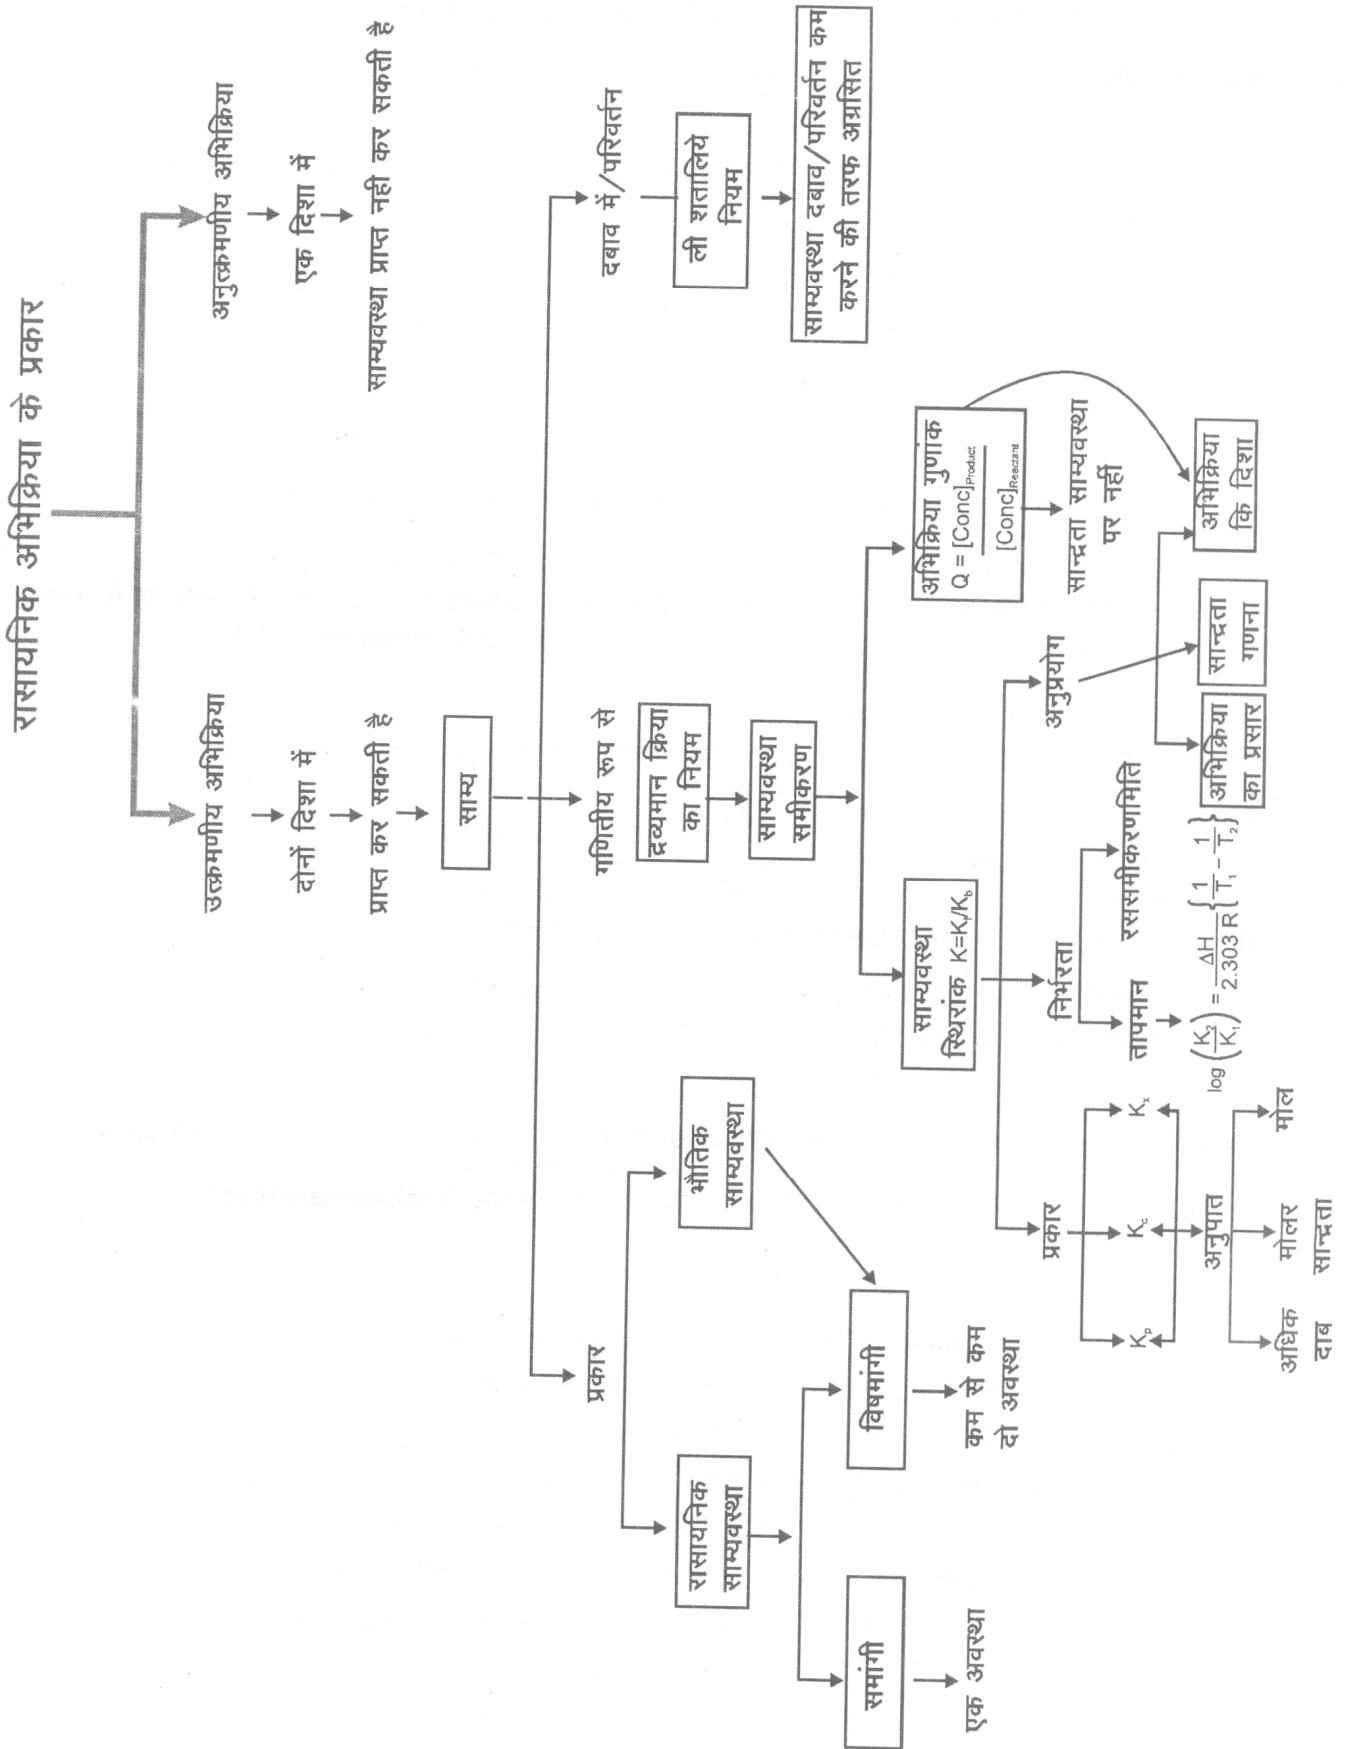 रासायनिक अभिक्रिया के प्रकार
उत्क्रमणीय अभिक्रिया
अनुत्क्रमणीय अभिक्रिया
दोनों दिशा में
एक दिशा में
प्राप्त कर सकती है
साम्यवस्था प्राप्त नही कर सकती है
साम्य
प्रकार
गणितीय रूप से
दबाव में/परिवर्तन
रासायनिक
साम्यवस्था
भौतिक
साम्यवस्था
द्रव्यमान क्रिया
का नियम
ली शतालिये
नियम
साम्यवस्था
समीकरण
साम्यवस्था दबाव/परिवर्तन कम
करने की तरफ अग्रसित
समांगी
विषमांगी
एक अवस्था
कम से कम
दो अवस्था
साम्यवस्था
स्थिरांक K=Kf/Kb
अभिक्रिया गुणांक
Q = [Conc]Product
[Conc]Reactant
सान्द्रता साम्यवस्था
पर नहीं
प्रकार
निर्भरता
अनुप्रयोग
Kp
Kc
Kx
तापमान
रससमीकरणमिति
अनुपात
log (K2/K1) = ΔH/2.303 R {1/T1 - 1/T2}
अभिक्रिया
का प्रसार
सान्द्रता
गणना
अभिक्रिया
कि दिशा
अधिक
दाब
मोलर
सान्द्रता
मोल